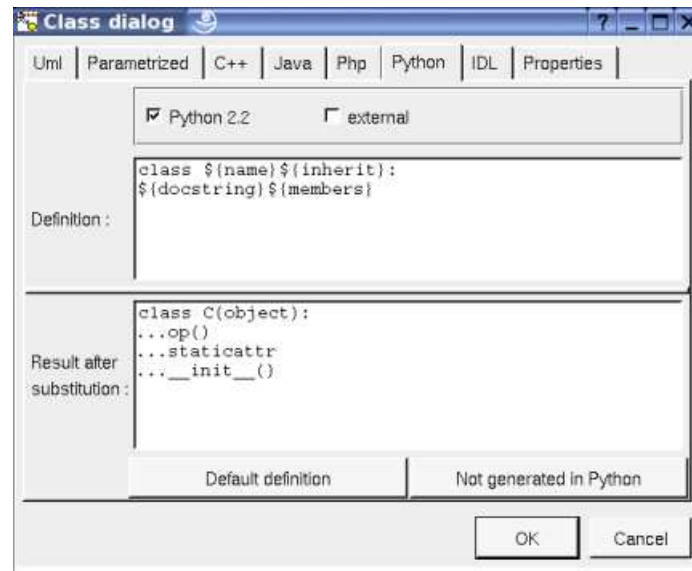 Class dialog
?
Uml Parametrized C++ Java Php Python IDL Properties
Python 2.2 external
Definition :
class ${name}${inherit}:
${docstring}${members}
Result after
substitution :
class C(object):
...op()
...staticattr
...__init__()
Default definition Not generated in Python
OK Cancel